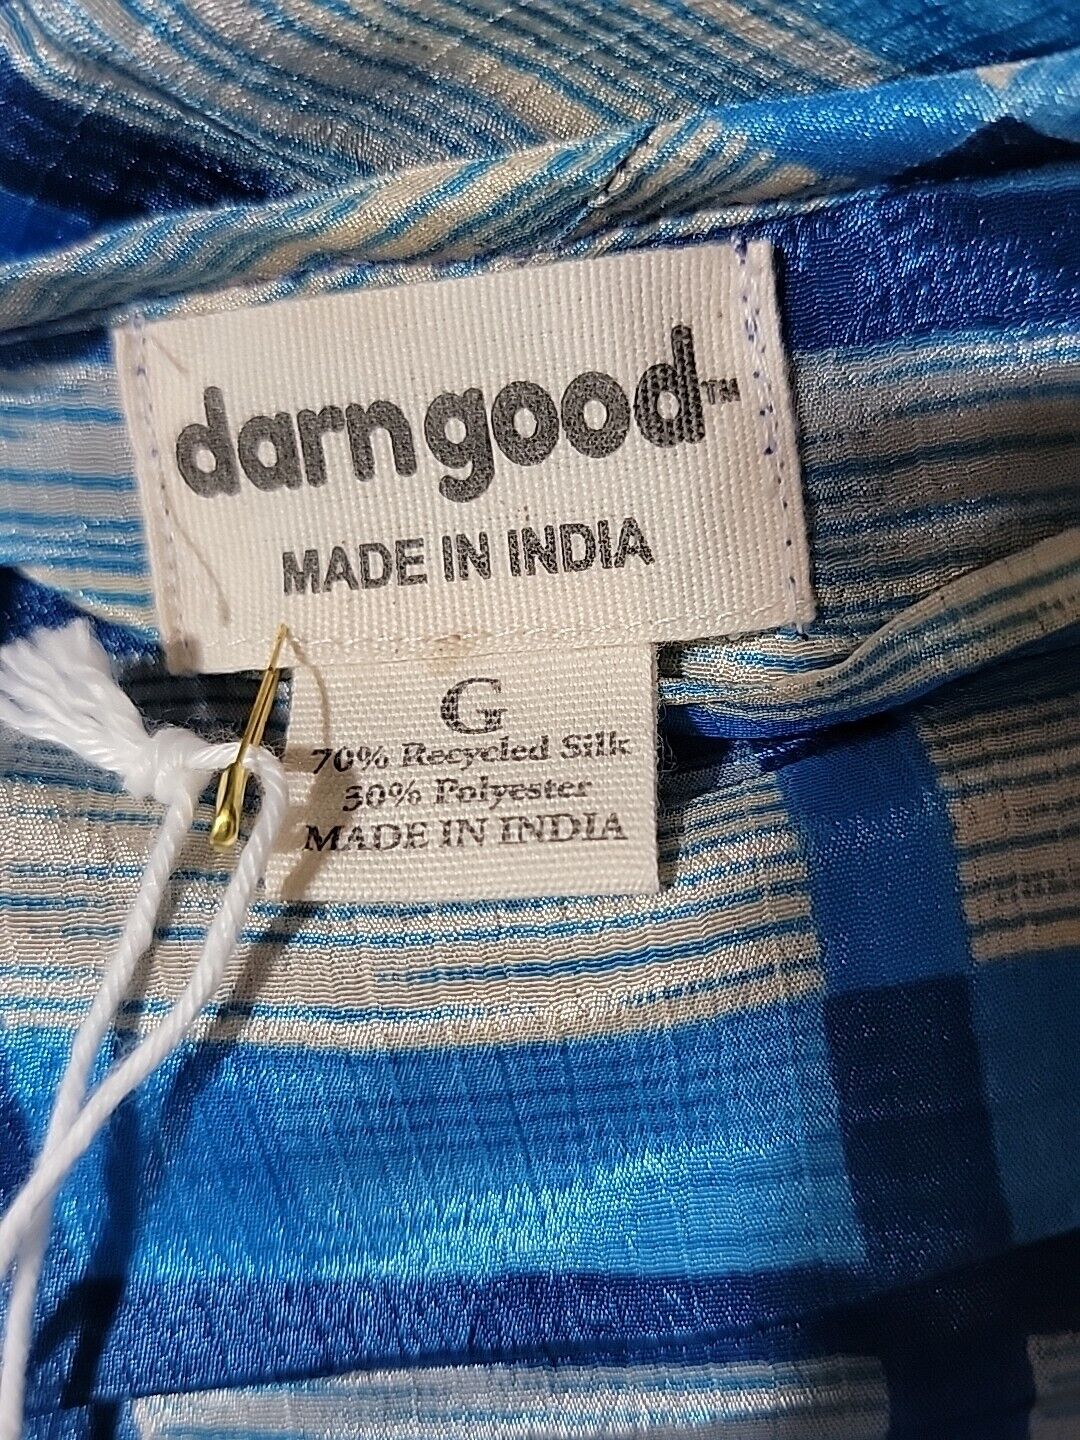 darngood™
MADE IN INDIA
G
70% Recycled Silk
30% Polyester
MADE IN INDIA